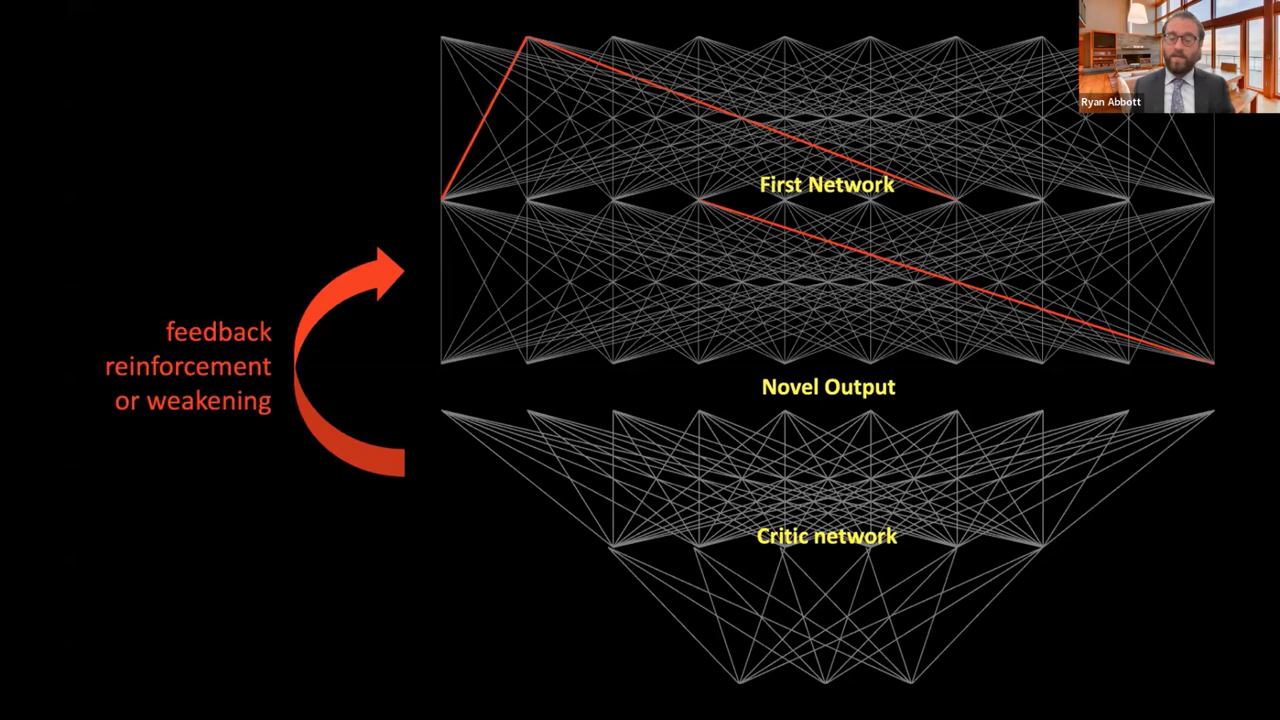 Ryan Abbott
First Network
feedback
reinforcement
or weakening
Novel Output
Critic network